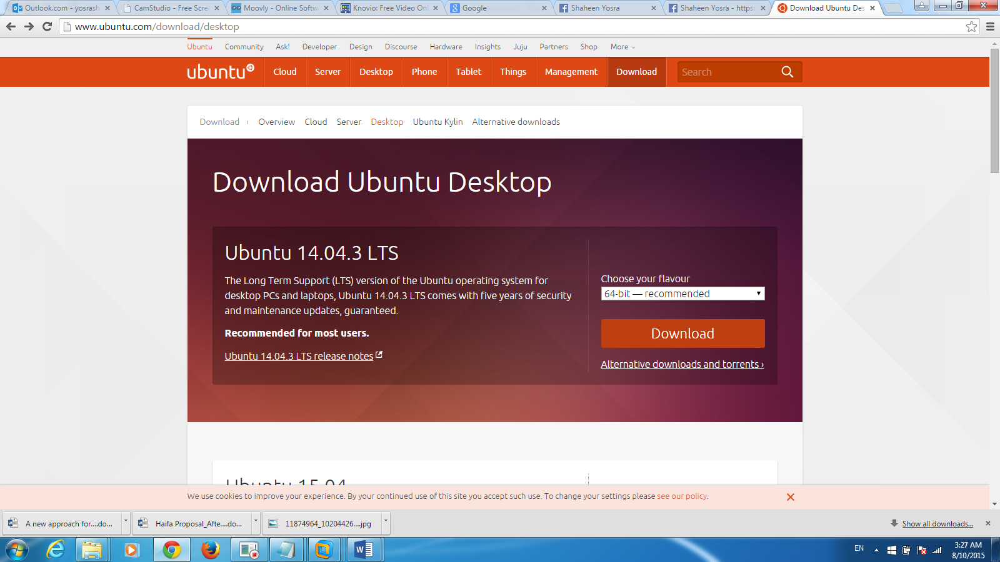 Outlook.com - yosrash
CamStudio - Free Scree
Moovly - Online Softw
Knovio: Free Video Onl
Google
Shaheen Yosra
Shaheen Yosra - https:
Download Ubuntu Des
www.ubuntu.com/download/desktop
Ubuntu Community Ask! Developer Design Discourse Hardware Insights Juju Partners Shop More
ubuntu Cloud Server Desktop Phone Tablet Things Management Download Search
Download › Overview Cloud Server Desktop Ubuntu Kylin Alternative downloads
Download Ubuntu Desktop
Ubuntu 14.04.3 LTS
The Long Term Support (LTS) version of the Ubuntu operating system for
desktop PCs and laptops, Ubuntu 14.04.3 LTS comes with five years of security
and maintenance updates, guaranteed.
Recommended for most users.
Ubuntu 14.04.3 LTS release notes
Choose your flavour
64-bit — recommended
Download
Alternative downloads and torrents ›
Ubuntu 15.04
We use cookies to improve your experience. By your continued use of this site you accept such use. To change your settings please see our policy.
A new approach for....do...
Haifa Proposal_Afte....do...
11874964_10204426....jpg
Show all downloads...
EN
3:27 AM
8/10/2015